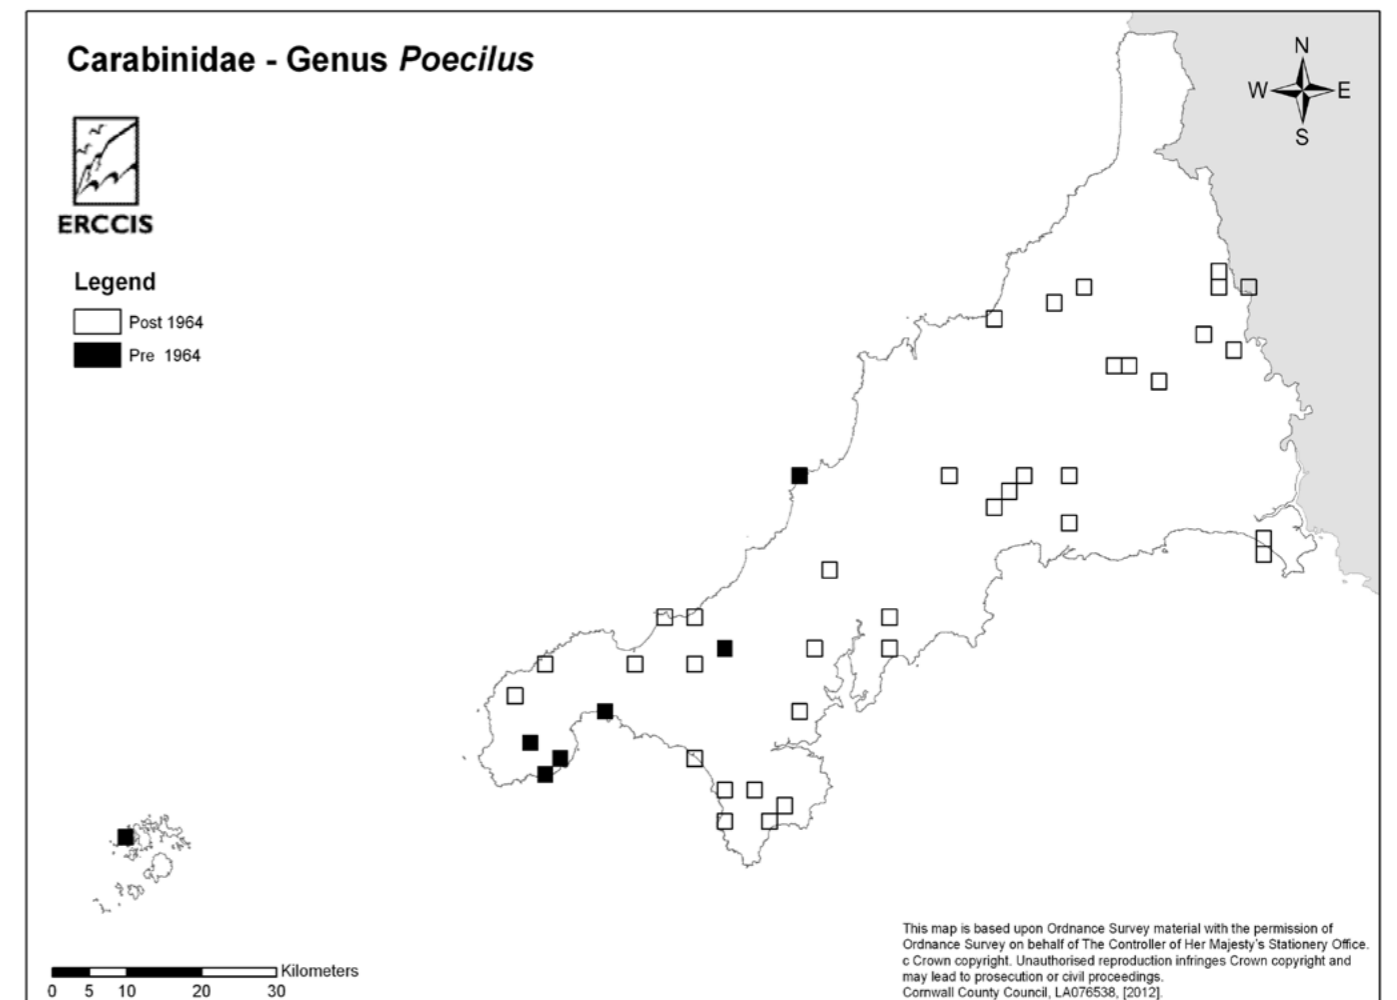 Carabinidae - Genus Poecilus
N
W E
S
ERCCIS
Legend
Post 1964
Pre 1964
This map is based upon Ordnance Survey material with the permission of
Ordnance Survey on behalf of The Controller of Her Majesty's Stationery Office.
c Crown copyright. Unauthorised reproduction infringes Crown copyright and
may lead to prosecution or civil proceedings.
Cornwall County Council, LA076538, [2012].
Kilometers
0 5 10 20 30